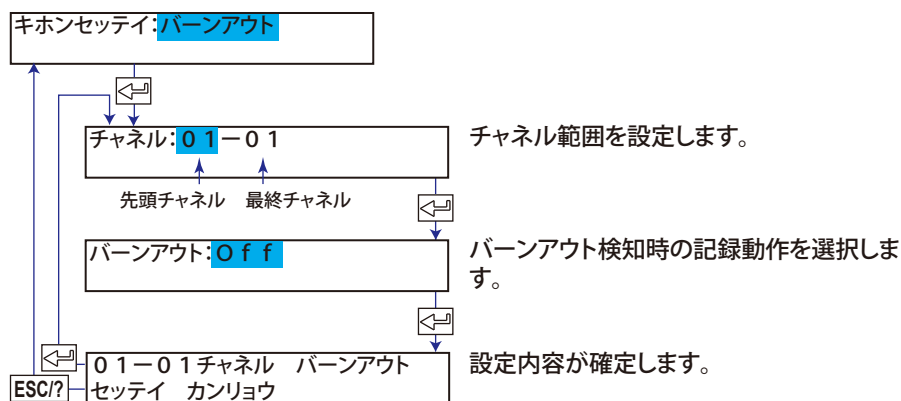 キホンセッテイ：バーンアウト
チャネル：０１－０１
チャネル範囲を設定します。
先頭チャネル　最終チャネル
バーンアウト：Ｏｆｆ
バーンアウト検知時の記録動作を選択しま
す。
０１－０１チャネル　バーンアウト
設定内容が確定します。
ESC/?
セッテイ　カンリョウ